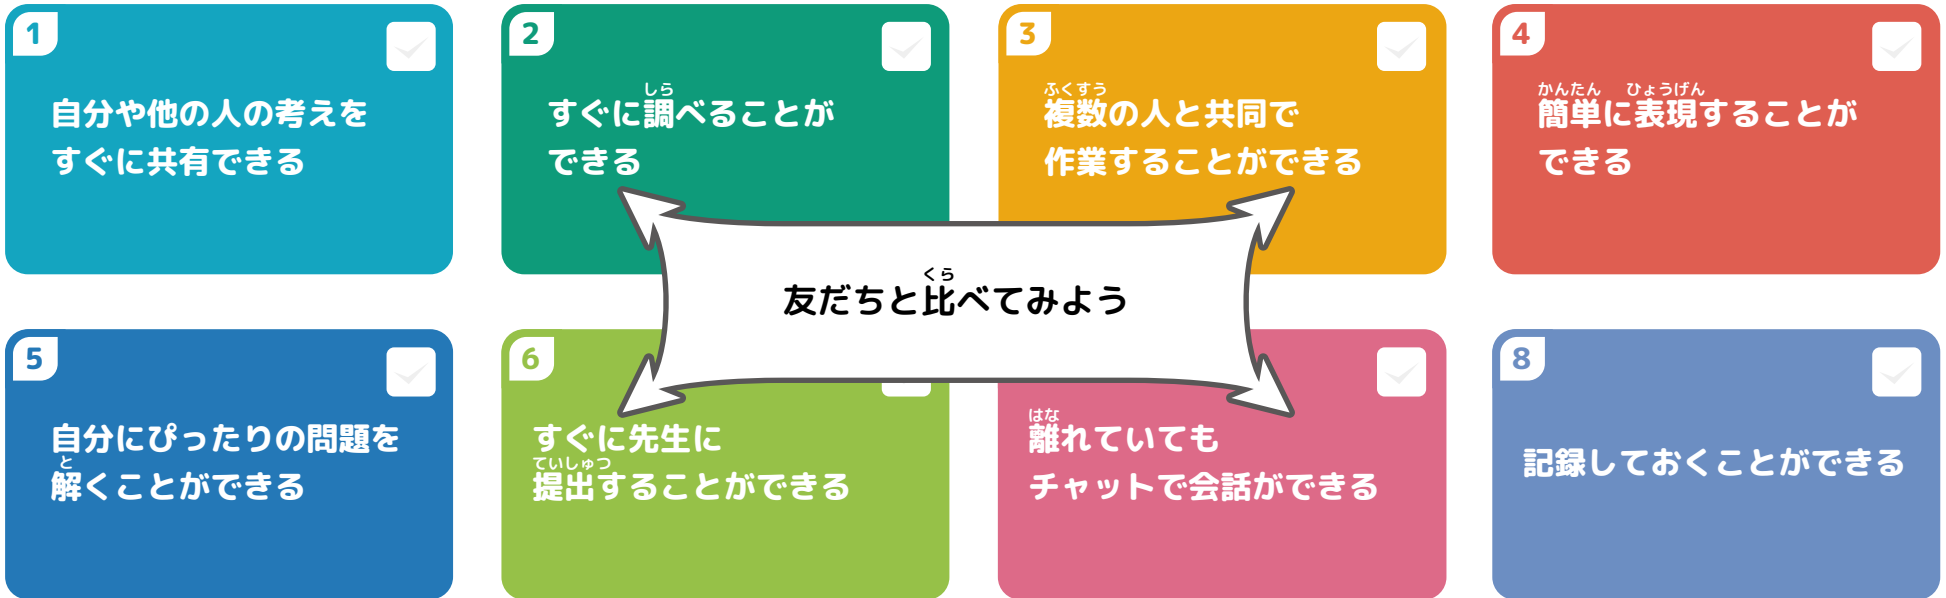 1
自分や他の人の考えを
すぐに共有できる
2
しら
すぐに調べることが
できる
3
ふくすう
複数の人と共同で
作業することができる
4
かんたん ひょうげん
簡単に表現することが
できる
くら
友だちと比べてみよう
5
自分にぴったりの問題を
と
解くことができる
6
すぐに先生に
ていしゅつ
提出することができる
はな
離れていても
チャットで会話ができる
8
記録しておくことができる